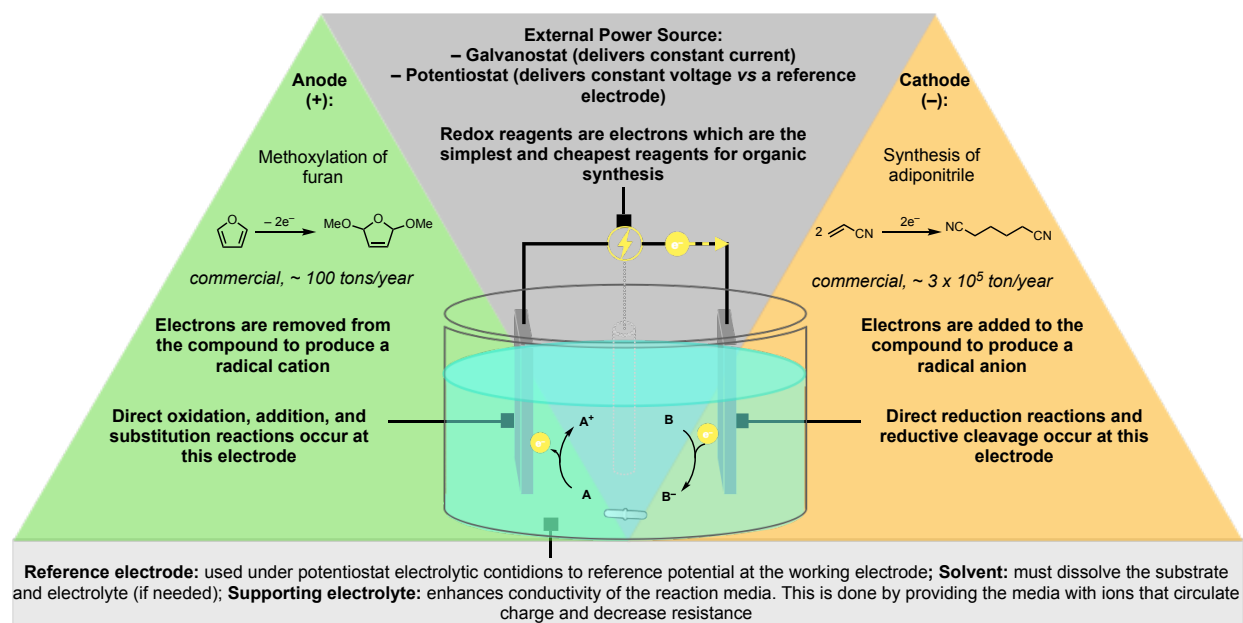 External Power Source:
– Galvanostat (delivers constant current)
– Potentiostat (delivers constant voltage vs a reference
electrode)
Redox reagents are electrons which are the
simplest and cheapest reagents for organic
synthesis
Anode
(+):
Methoxylation of
furan
O
– 2e⁻
MeO
O
OMe
commercial, ~ 100 tons/year
Electrons are removed from
the compound to produce a
radical cation
Direct oxidation, addition, and
substitution reactions occur at
this electrode
Cathode
(–):
Synthesis of
adiponitrile
2
CN
2e⁻
NC
CN
commercial, ~ 3 x 10⁵ ton/year
Electrons are added to the
compound to produce a
radical anion
Direct reduction reactions and
reductive cleavage occur at this
electrode
e⁻
A⁺
e⁻
A
B
e⁻
B⁻
Reference electrode: used under potentiostat electrolytic contidions to reference potential at the working electrode; Solvent: must dissolve the substrate
and electrolyte (if needed); Supporting electrolyte: enhances conductivity of the reaction media. This is done by providing the media with ions that circulate
charge and decrease resistance